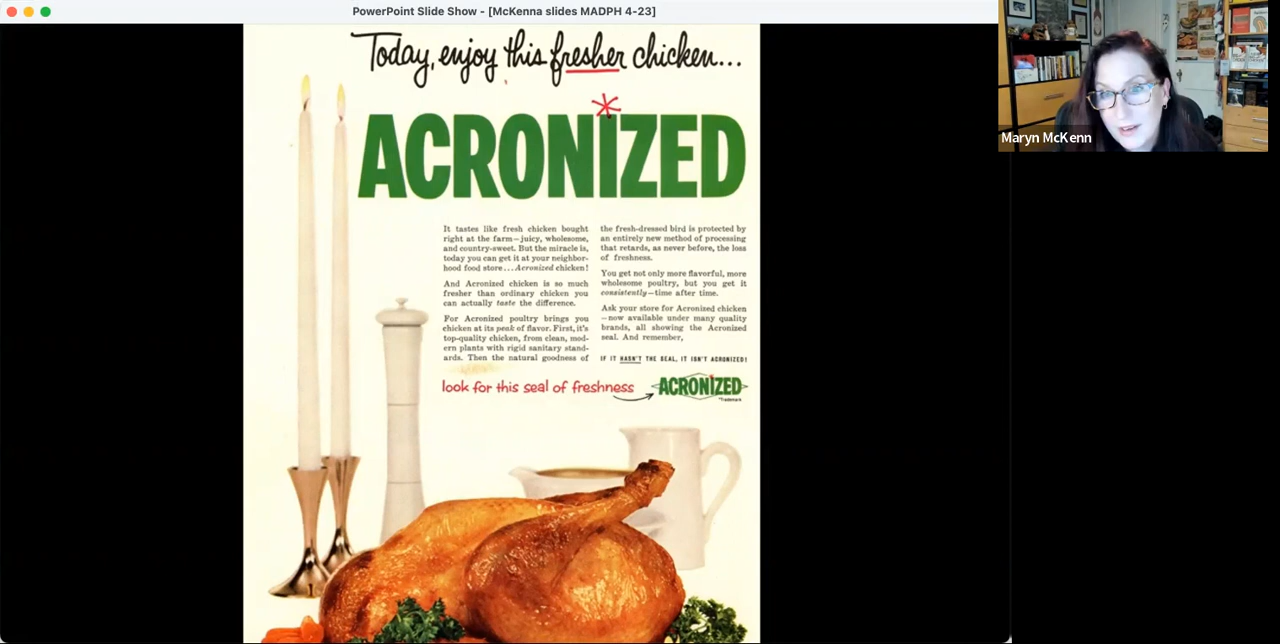 PowerPoint Slide Show - [McKenna slides MADPH 4-23]
Maryn McKenn
Today, enjoy this fresher chicken...
*
ACRONIZED
It tastes like fresh chicken bought
right at the farm—juicy, wholesome,
and country-sweet. But the miracle is,
today you can get it at your neighbor-
hood food store...Acronized chicken!
And Acronized chicken is so much
fresher than ordinary chicken you
can actually taste the difference.
For Acronized poultry brings you
chicken at its peak of flavor. First, it's
top-quality chicken, from clean, mod-
ern plants with rigid sanitary stand-
ards. Then the natural goodness of
the fresh-dressed bird is protected by
an entirely new method of processing
that retards, as never before, the loss
of freshness.
You get not only more flavorful, more
wholesome poultry, but you get it
consistently—time after time.
Ask your store for Acronized chicken
—now available under many quality
brands, all showing the Acronized
seal. And remember,
IF IT HASN'T THE SEAL, IT ISN'T ACRONIZED!
look for this seal of freshness
ACRONIZED
*Trademark